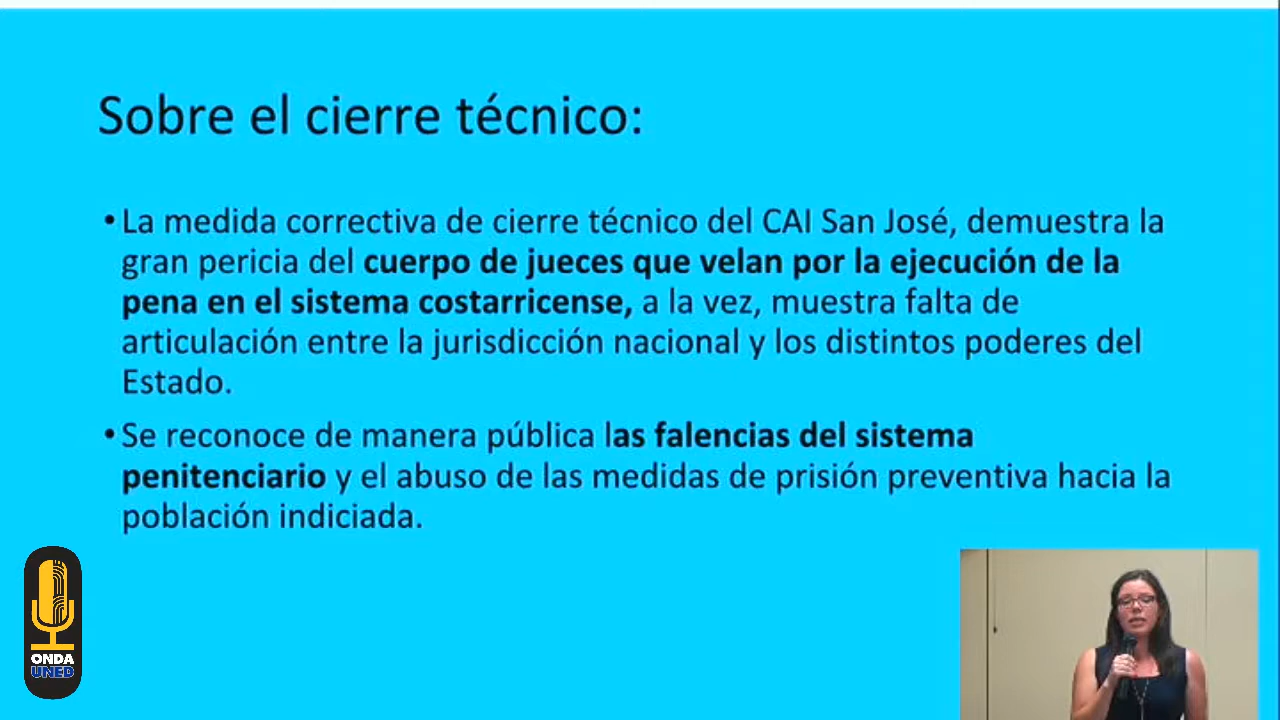 Sobre el cierre técnico:
•La medida correctiva de cierre técnico del CAI San José, demuestra la
gran pericia del cuerpo de jueces que velan por la ejecución de la
pena en el sistema costarricense, a la vez, muestra falta de
articulación entre la jurisdicción nacional y los distintos poderes del
Estado.
•Se reconoce de manera pública las falencias del sistema
penitenciario y el abuso de las medidas de prisión preventiva hacia la
población indiciada.
ONDA
UNED